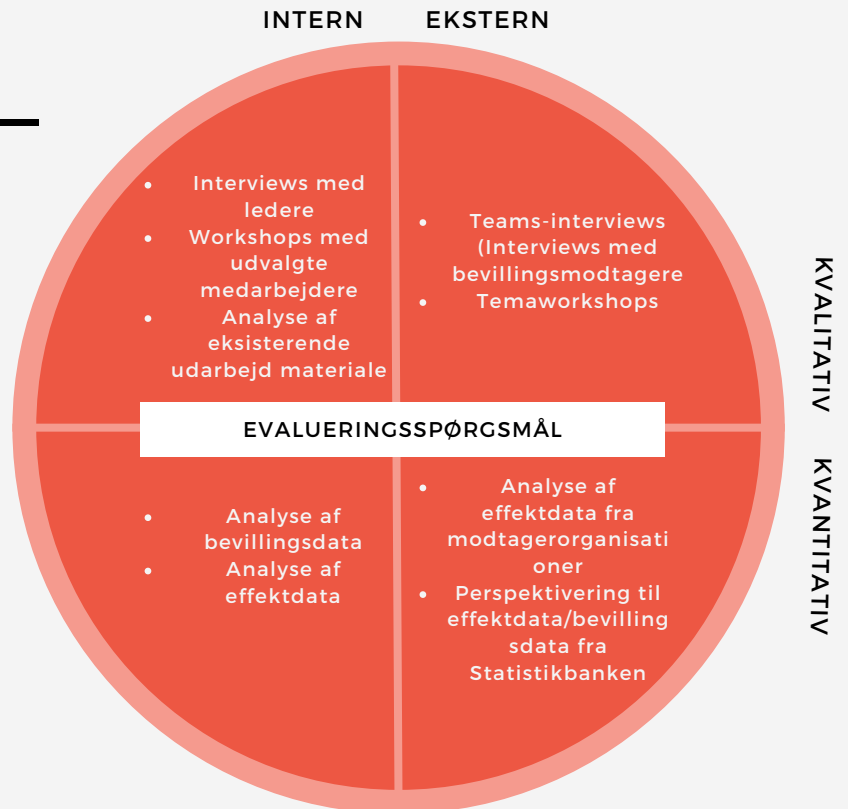 INTERN EKSTERN
Interviews med
ledere
Workshops med
udvalgte
medarbejdere
Analyse af
eksisterende
udarbejd materiale
Teams-interviews
(Interviews med
bevillingsmodtagere
Temaworkshops
KVALITATIV
EVALUERINGSSPØRGSMÅL
Analyse af
bevillingsdata
Analyse af
effektdata
Analyse af
effektdata fra
modtagerorganisati
oner
Perspektivering til
effektdata/bevilling
sdata fra
Statistikbanken
KVANTITATIV